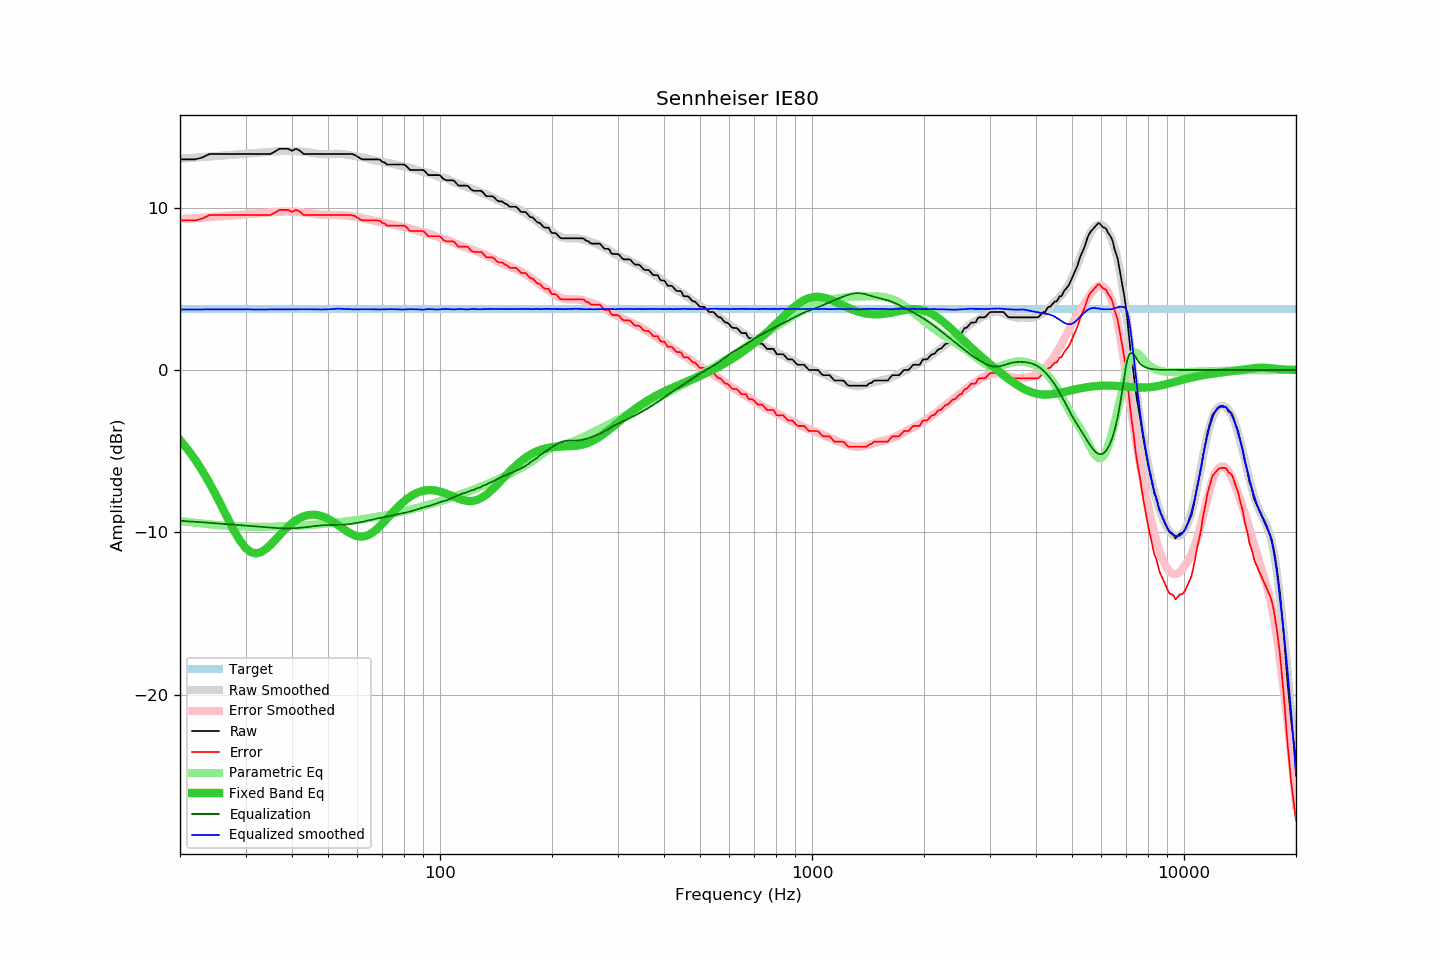 Sennheiser IE80
Amplitude (dBr)
10
0
−10
−20
Target
Raw Smoothed
Error Smoothed
Raw
Error
Parametric Eq
Fixed Band Eq
Equalization
Equalized smoothed
100
1000
10000
Frequency (Hz)